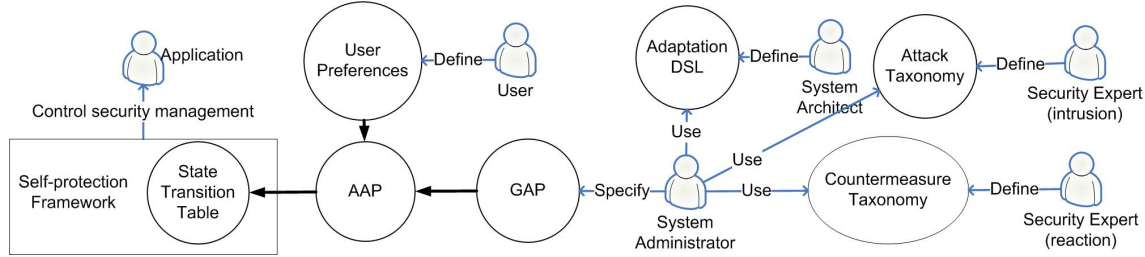 Application
Control security management
Self-protection
Framework
State
Transition
Table
User
Preferences
Define
User
AAP
GAP
Specify
System
Administrator
Use
Use
Use
Adaptation
DSL
Define
System
Architect
Attack
Taxonomy
Define
Security Expert
(intrusion)
Countermeasure
Taxonomy
Define
Security Expert
(reaction)